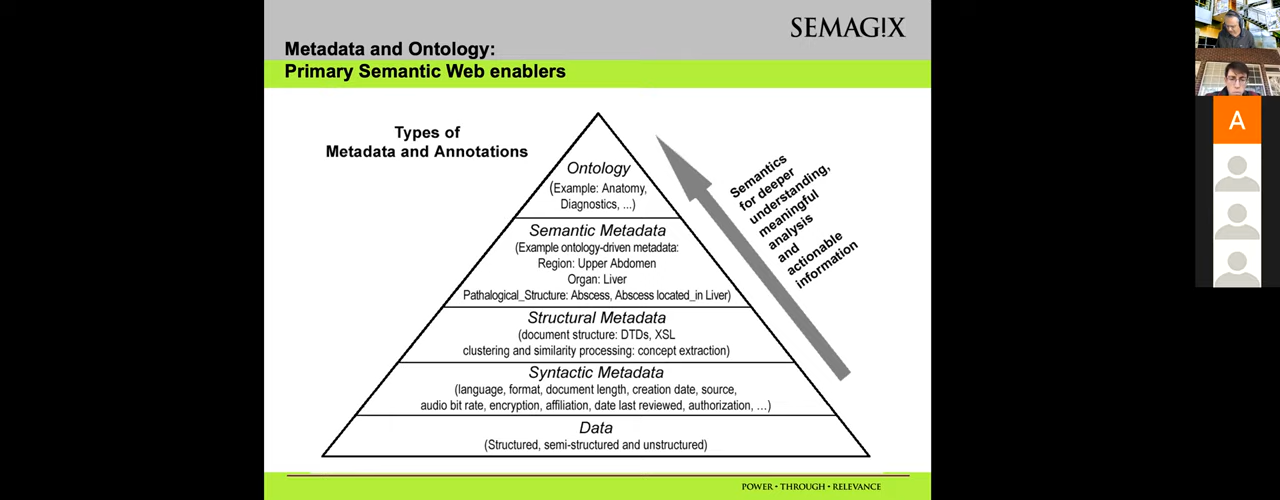 SEMAG!X
Metadata and Ontology:
Primary Semantic Web enablers
Types of
Metadata and Annotations
Ontology
(Example: Anatomy,
Diagnostics, ...)
Semantic Metadata
(Example ontology-driven metadata:
Region: Upper Abdomen
Organ: Liver
Pathalogical_Structure: Abscess, Abscess located_in Liver)
Structural Metadata
(document structure: DTDs, XSL
clustering and similarity processing: concept extraction)
Syntactic Metadata
(language, format, document length, creation date, source,
audio bit rate, encryption, affiliation, date last reviewed, authorization, ...)
Data
(Structured, semi-structured and unstructured)
Semantics
for deeper
understanding,
meaningful
analysis
and
actionable
information
POWER • THROUGH • RELEVANCE
A